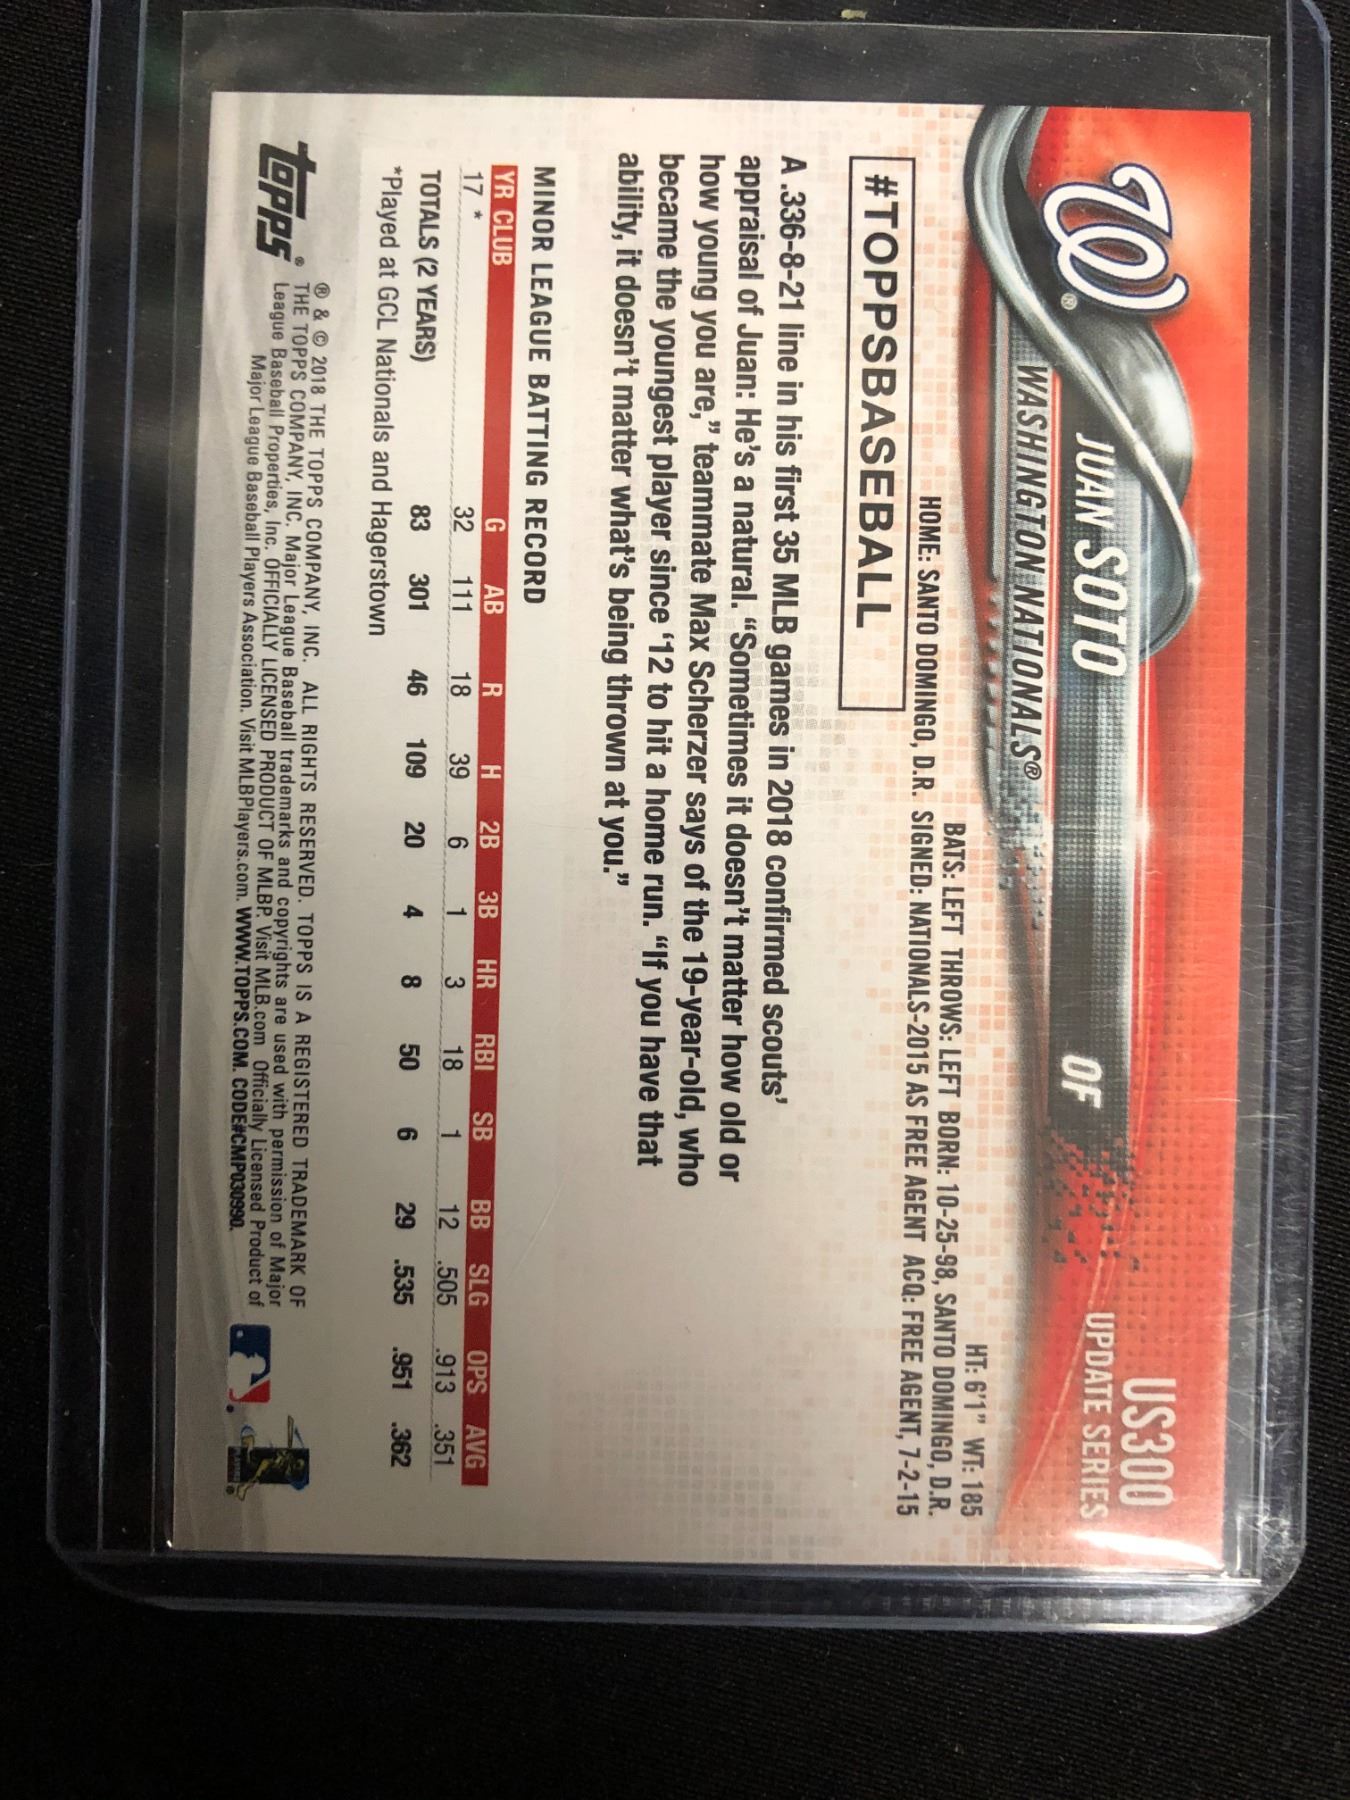 US300
UPDATE SERIES
W®
JUAN SOTO OF
WASHINGTON NATIONALS®
HT: 6'1" WT: 185
BATS: LEFT THROWS: LEFT BORN: 10-25-98, SANTO DOMINGO, D.R.
HOME: SANTO DOMINGO, D.R. SIGNED: NATIONALS-2015 AS FREE AGENT ACQ: FREE AGENT, 7-2-15
#TOPPSBASEBALL
A .336-8-21 line in his first 35 MLB games in 2018 confirmed scouts'
appraisal of Juan: He's a natural. “Sometimes it doesn't matter how old or
how young you are,” teammate Max Scherzer says of the 19-year-old, who
became the youngest player since ‘12 to hit a home run. “If you have that
ability, it doesn't matter what's being thrown at you.”
MINOR LEAGUE BATTING RECORD
YR CLUB G AB R H 2B 3B HR RBI SB BB SLG OPS AVG
17 * 32 111 18 39 6 1 3 18 1 12 .505 .913 .351
TOTALS (2 YEARS) 83 301 46 109 20 4 8 50 6 29 .535 .951 .362
*Played at GCL Nationals and Hagerstown
topps®
® & © 2018 THE TOPPS COMPANY, INC. ALL RIGHTS RESERVED. TOPPS IS A REGISTERED TRADEMARK OF
THE TOPPS COMPANY, INC. Major League Baseball trademarks and copyrights are used with permission of Major
League Baseball Properties, Inc. OFFICIALLY LICENSED PRODUCT OF MLBP. Visit MLB.com Officially Licensed Product of
Major League Baseball Players Association. Visit MLBPlayers.com. WWW.TOPPS.COM. CODE#CMP030990.